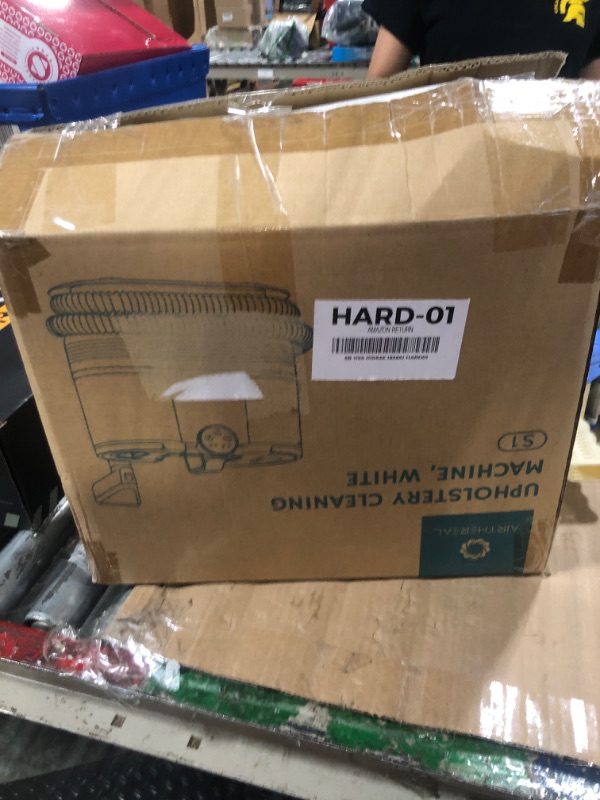 HARD-01
AMAZON RETURN
S1
UPHOLSTERY CLEANING
MACHINE, WHITE
AIRTHEREAL